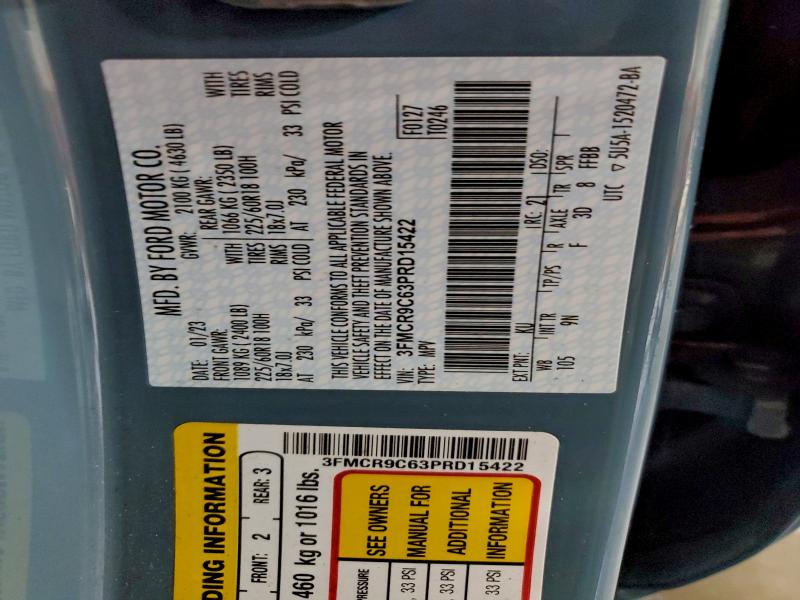 MFD. BY FORD MOTOR CO.
DATE: 01/23 GVWR: 2100 KG ( 4630 LB)
FRONT GAWR: REAR GAWR: WITH
1089 KG ( 2400 LB) 1066 KG ( 2350 LB) TIRES
225/60R18 100H TIRES 225/60R18 100H RIMS
18x7.0J RIMS 18x7.0J
AT 230 kPa/ 33 PSI COLD AT 230 kPa/ 33 PSI COLD
WITH
TIRES
RIMS
THIS VEHICLE CONFORMS TO ALL APPLICABLE FEDERAL MOTOR
VEHICLE SAFETY AND THEFT PREVENTION STANDARDS IN
EFFECT ON THE DATE OF MANUFACTURE SHOWN ABOVE.
VIN: 3FMCR9C63PRD15422
TYPE: MPV
F0127
T0246
EXT PNT: KU RC: 21 DSO:
WB INT TR TP/PS R AXLE TR SPR
105 9N F 3D 8 FFBB
UTC ▽ 5U5A-1520472-BA
DING INFORMATION
FRONT: 2 REAR: 3
460 kg or 1016 lbs.
3FMCR9C63PRD15422
PRESSURE
, 33 PSI
, 33 PSI
, 33 PSI
SEE OWNERS
MANUAL FOR
ADDITIONAL
INFORMATION